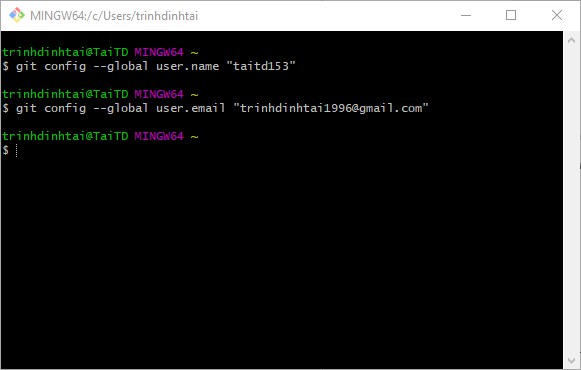 MINGW64:/c/Users/trinhdinhtai
trinhdinhtai@TaiTD MINGW64 ~
$ git config --global user.name "taitd153"
trinhdinhtai@TaiTD MINGW64 ~
$ git config --global user.email "trinhdinhtai1996@gmail.com"
trinhdinhtai@TaiTD MINGW64 ~
$